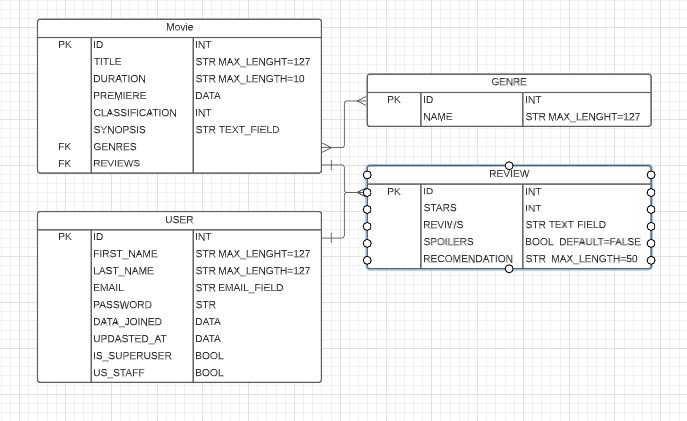 Movie
PK ID INT
TITLE STR MAX_LENGHT=127
DURATION STR MAX_LENGTH=10
PREMIERE DATA
CLASSIFICATION INT
SYNOPSIS STR TEXT_FIELD
FK GENRES
FK REVIEWS
GENRE
PK ID INT
NAME STR MAX_LENGHT=127
REVIEW
PK ID INT
STARS INT
STR TEXT FIELD
SPOILERS BOOL DEFAULT=FALSE
RECOMENDATION STR MAX_LENGTH=50
USER
PK ID INT
FIRST_NAME STR MAX_LENGHT=127
LAST_NAME STR MAX_LENGHT=127
EMAIL STR EMAIL_FIELD
PASSWORD STR
DATA_JOINED DATA
UPDASTED_AT DATA
IS_SUPERUSER BOOL
US_STAFF BOOL